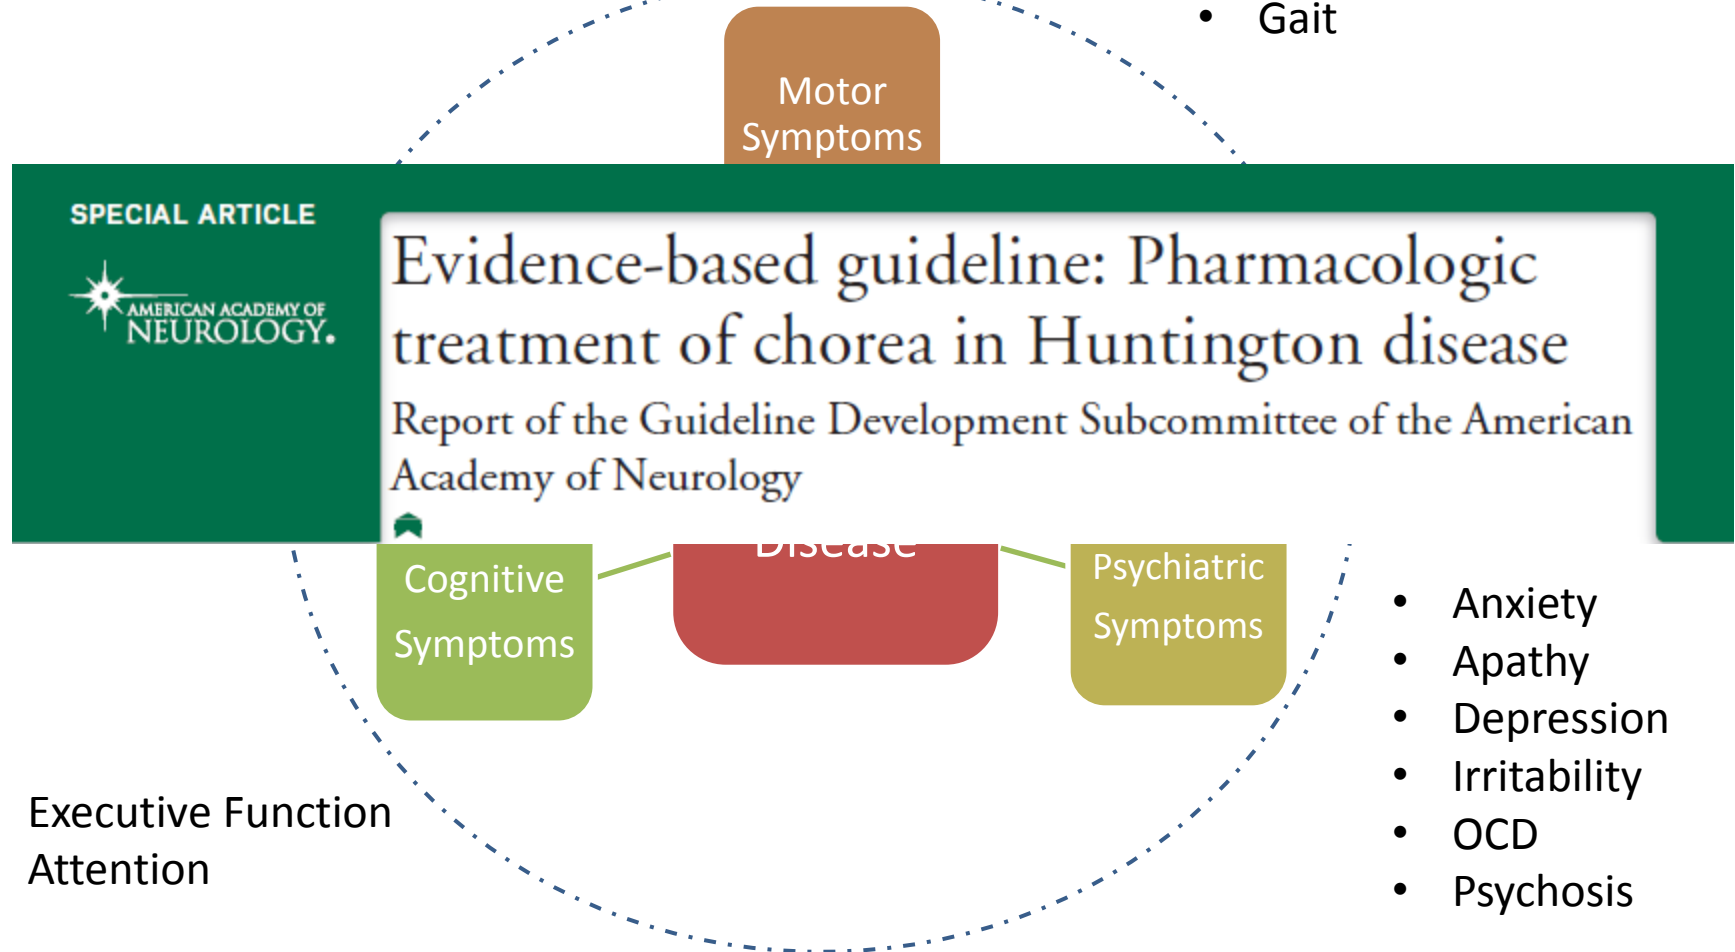 • Gait
Motor
Symptoms
SPECIAL ARTICLE
AMERICAN ACADEMY OF
NEUROLOGY.
Evidence-based guideline: Pharmacologic
treatment of chorea in Huntington disease
Report of the Guideline Development Subcommittee of the American
Academy of Neurology
Disease
Cognitive
Symptoms
Psychiatric
Symptoms
• Anxiety
• Apathy
• Depression
• Irritability
• OCD
• Psychosis
Executive Function
Attention